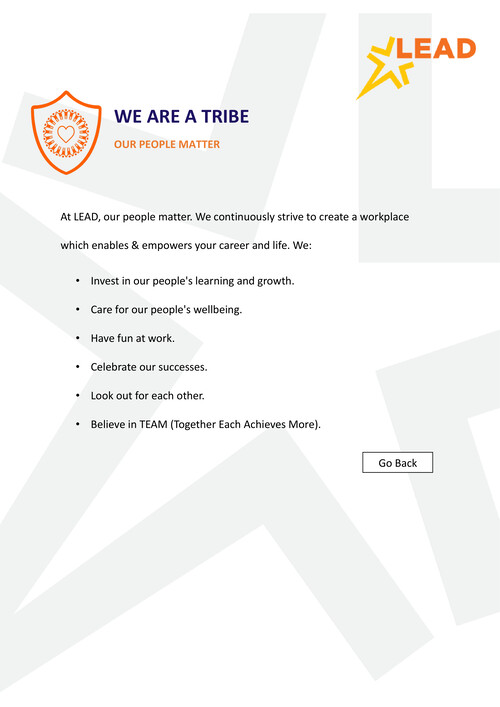 LEAD
WE ARE A TRIBE
OUR PEOPLE MATTER
At LEAD, our people matter. We continuously strive to create a workplace
which enables & empowers your career and life. We:
• Invest in our people's learning and growth.
• Care for our people's wellbeing.
• Have fun at work.
• Celebrate our successes.
• Look out for each other.
• Believe in TEAM (Together Each Achieves More).
Go Back